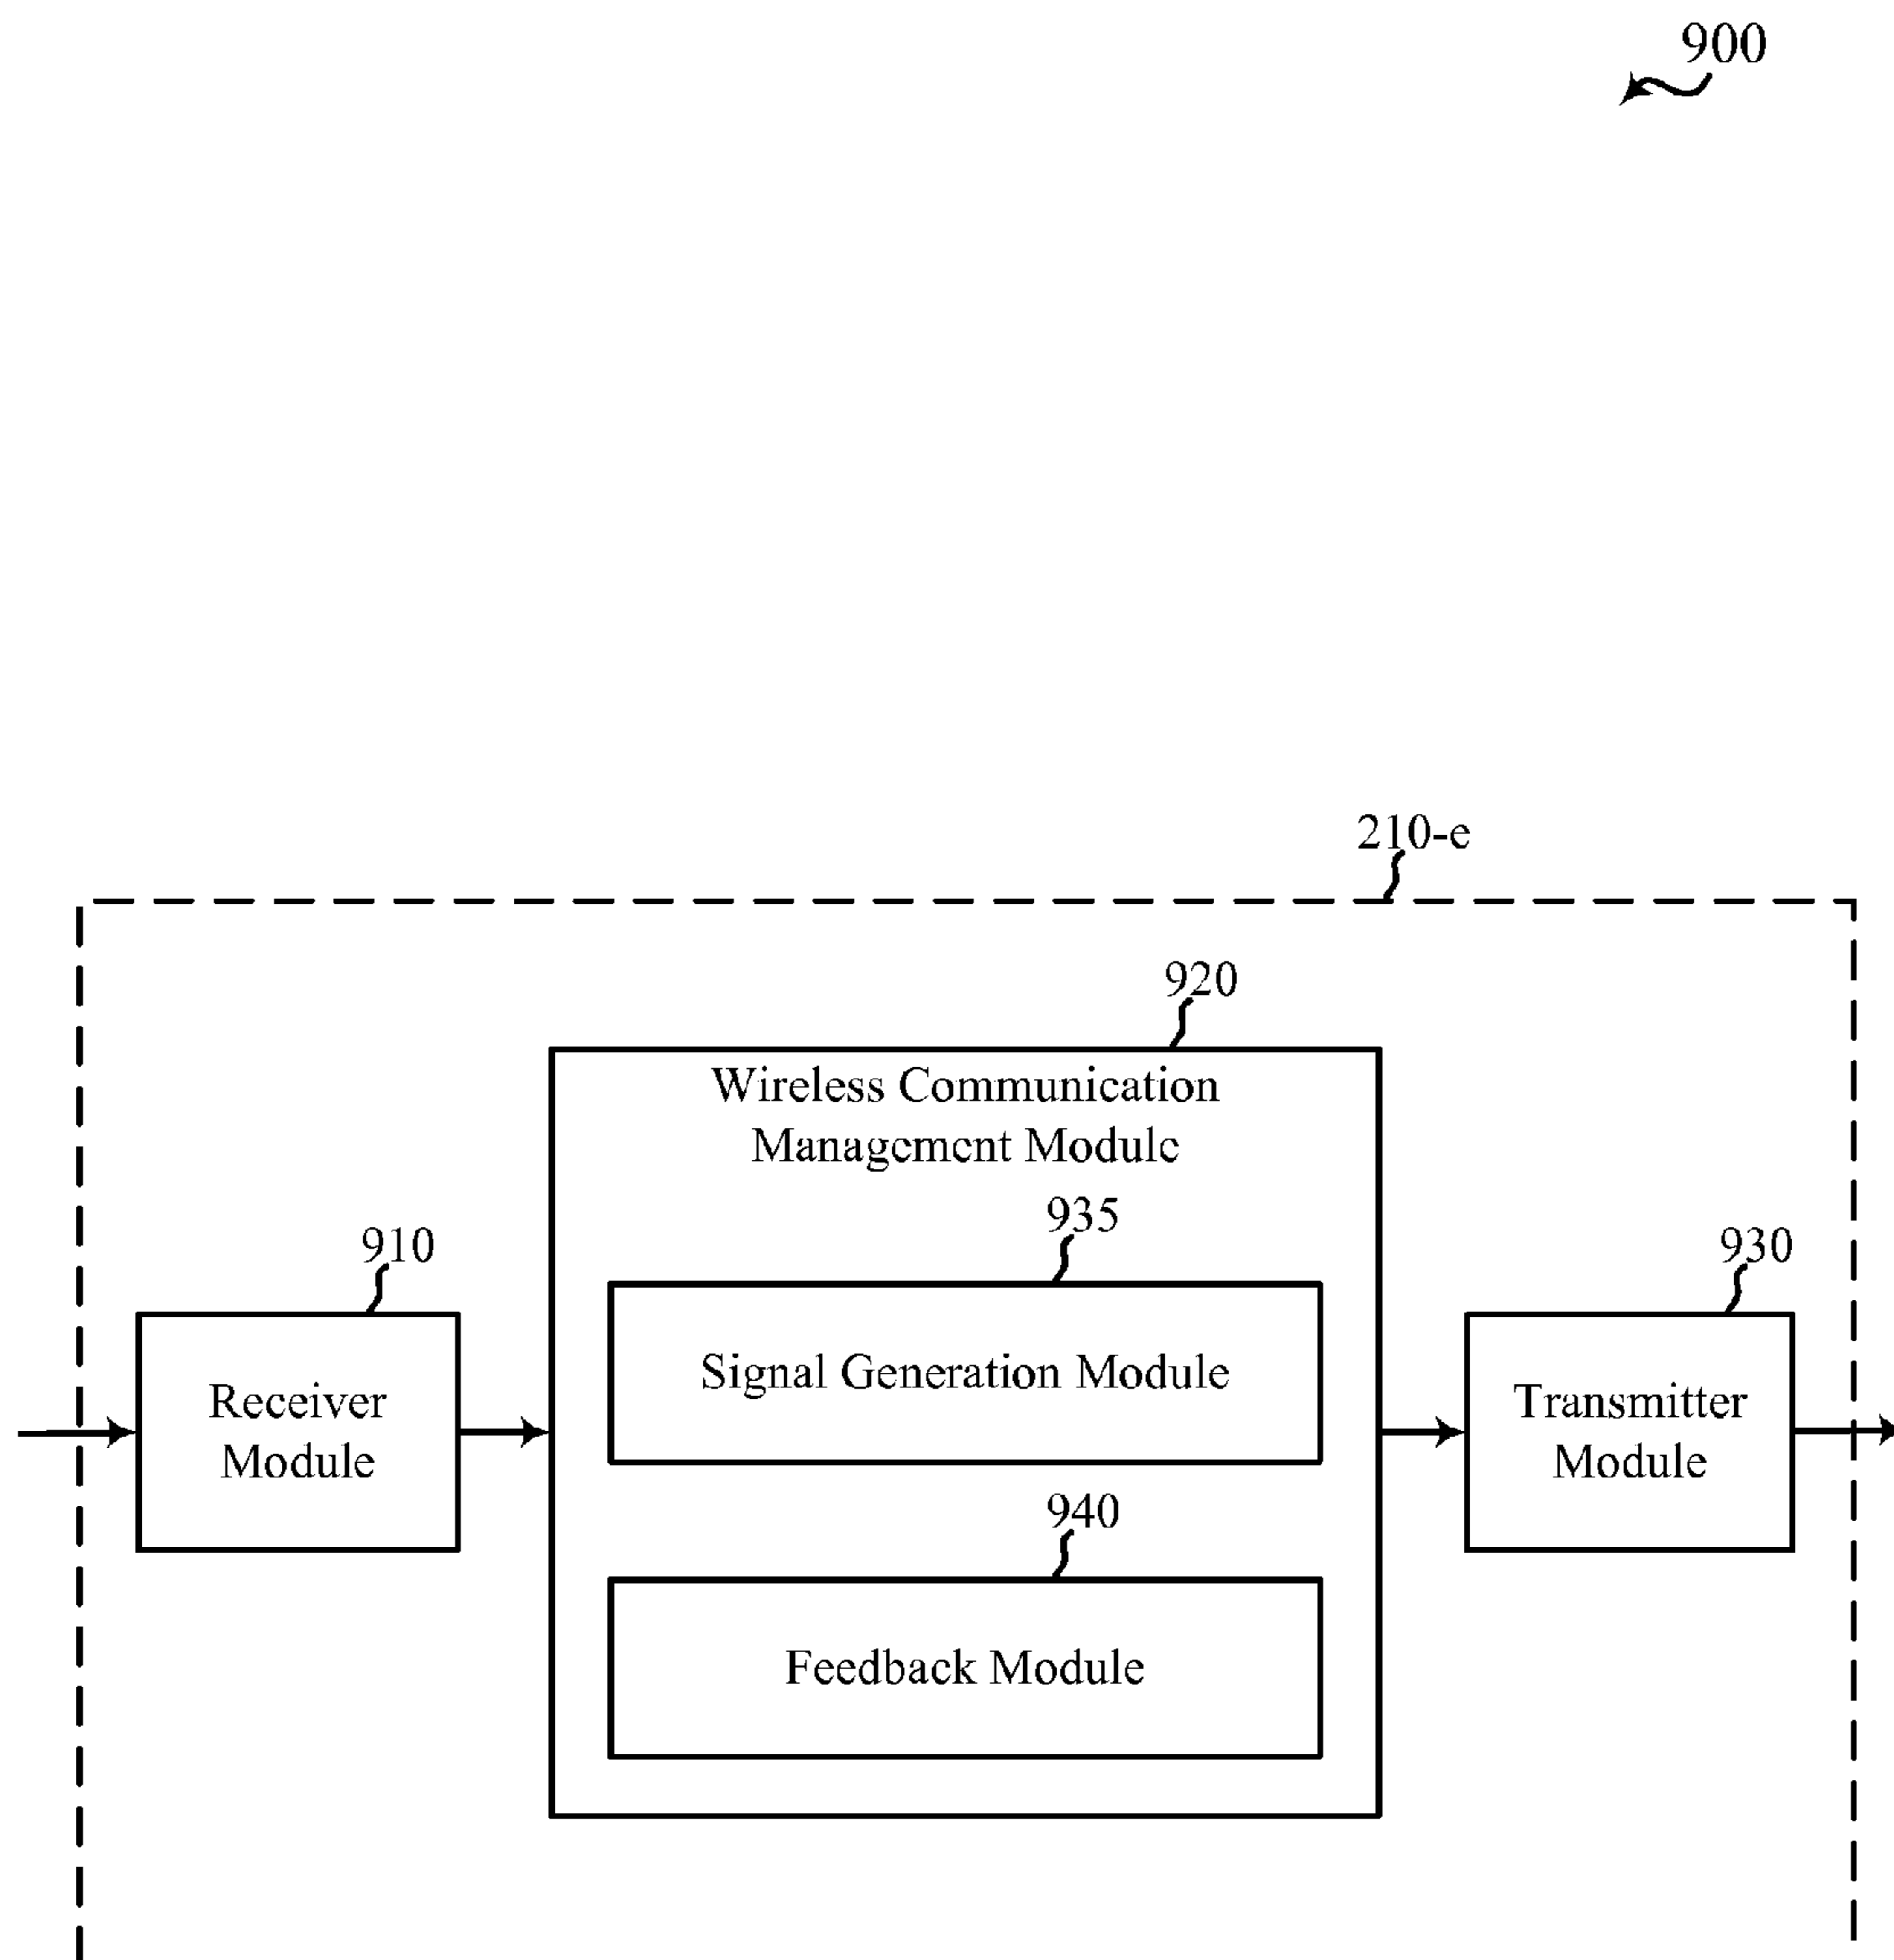 900
210-e
920
Wireless Communication
Management Module
935
910
930
Signal Generation Module
Receiver
Module
Transmitter
Module
940
Feedback Module